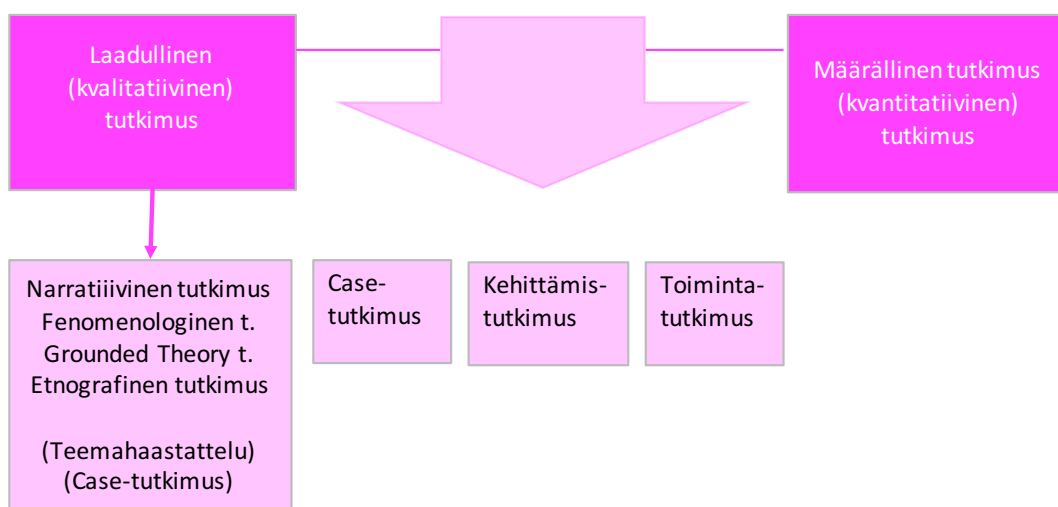 Laadullinen
(kvalitatiivinen)
tutkimus
Määrällinen tutkimus
(kvantitatiivinen)
tutkimus
Narratiiivinen tutkimus
Fenomenologinen t.
Grounded Theory t.
Etnografinen tutkimus
(Teemahaastattelu)
(Case-tutkimus)
Case-
tutkimus
Kehittämis-
tutkimus
Toiminta-
tutkimus